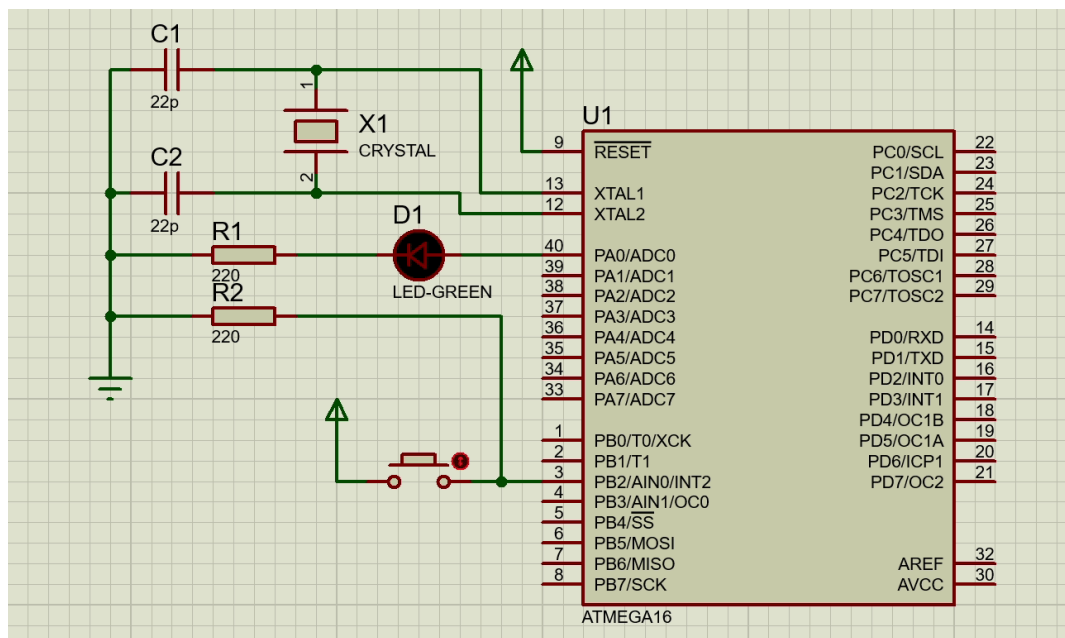 C1
22p
1
X1
CRYSTAL
2
C2
22p
R1
220
D1
LED-GREEN
R2
220
U1
9 RESET
13 XTAL1
12 XTAL2
40 PA0/ADC0
39 PA1/ADC1
38 PA2/ADC2
37 PA3/ADC3
36 PA4/ADC4
35 PA5/ADC5
34 PA6/ADC6
33 PA7/ADC7
1 PB0/T0/XCK
2 PB1/T1
3 PB2/AIN0/INT2
4 PB3/AIN1/OC0
5 PB4/SS
6 PB5/MOSI
7 PB6/MISO
8 PB7/SCK
PC0/SCL 22
PC1/SDA 23
PC2/TCK 24
PC3/TMS 25
PC4/TDO 26
PC5/TDI 27
PC6/TOSC1 28
PC7/TOSC2 29
PD0/RXD 14
PD1/TXD 15
PD2/INT0 16
PD3/INT1 17
PD4/OC1B 18
PD5/OC1A 19
PD6/ICP1 20
PD7/OC2 21
AREF 32
AVCC 30
ATMEGA16